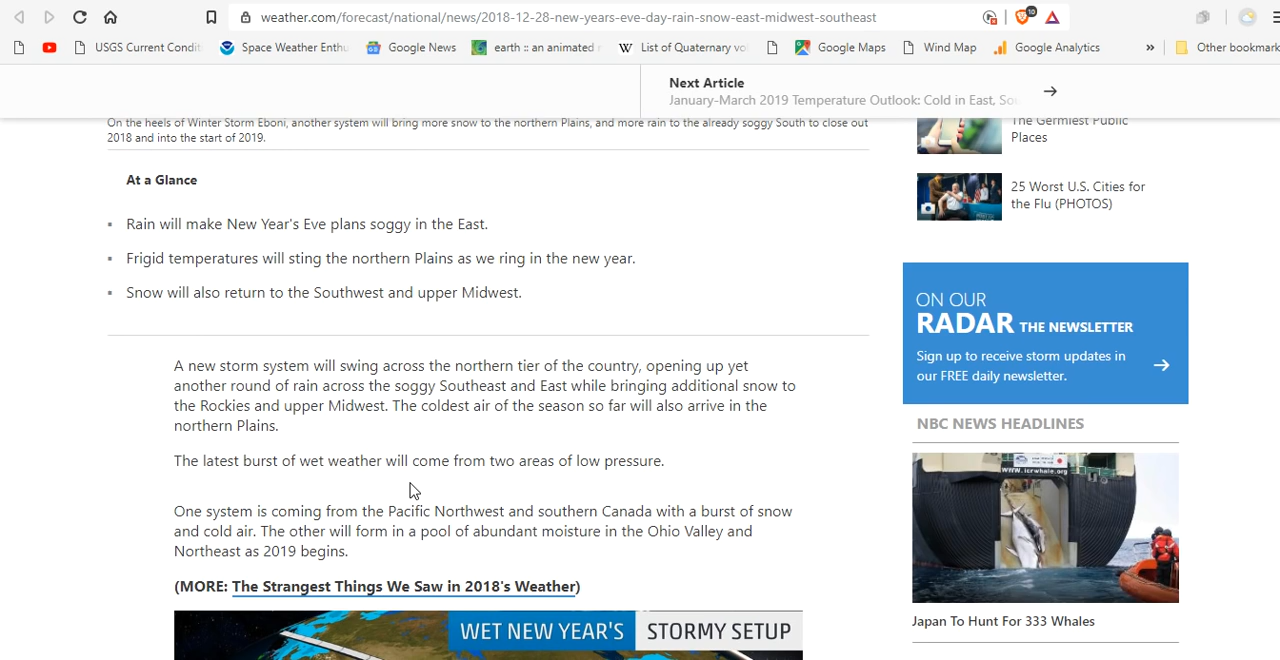 weather.com/forecast/national/news/2018-12-28-new-years-eve-day-rain-snow-east-midwest-southeast
10
USGS Current Condit
Space Weather Enthu
Google News
earth :: an animated
List of Quaternary vo
Google Maps
Wind Map
Google Analytics
»
Other bookmark
Next Article
January-March 2019 Temperature Outlook: Cold in East, So
On the heels of Winter Storm Eboni, another system will bring more snow to the northern Plains, and more rain to the already soggy South to close out
2018 and into the start of 2019.
At a Glance
Rain will make New Year's Eve plans soggy in the East.
Frigid temperatures will sting the northern Plains as we ring in the new year.
Snow will also return to the Southwest and upper Midwest.
A new storm system will swing across the northern tier of the country, opening up yet
another round of rain across the soggy Southeast and East while bringing additional snow to
the Rockies and upper Midwest. The coldest air of the season so far will also arrive in the
northern Plains.
The latest burst of wet weather will come from two areas of low pressure.
One system is coming from the Pacific Northwest and southern Canada with a burst of snow
and cold air. The other will form in a pool of abundant moisture in the Ohio Valley and
Northeast as 2019 begins.
(MORE: The Strangest Things We Saw in 2018's Weather)
WET NEW YEAR'S STORMY SETUP
The Germiest Public
Places
25 Worst U.S. Cities for
the Flu (PHOTOS)
ON OUR
RADAR THE NEWSLETTER
Sign up to receive storm updates in
our FREE daily newsletter.
NBC NEWS HEADLINES
www.icrwhale.org
Japan To Hunt For 333 Whales